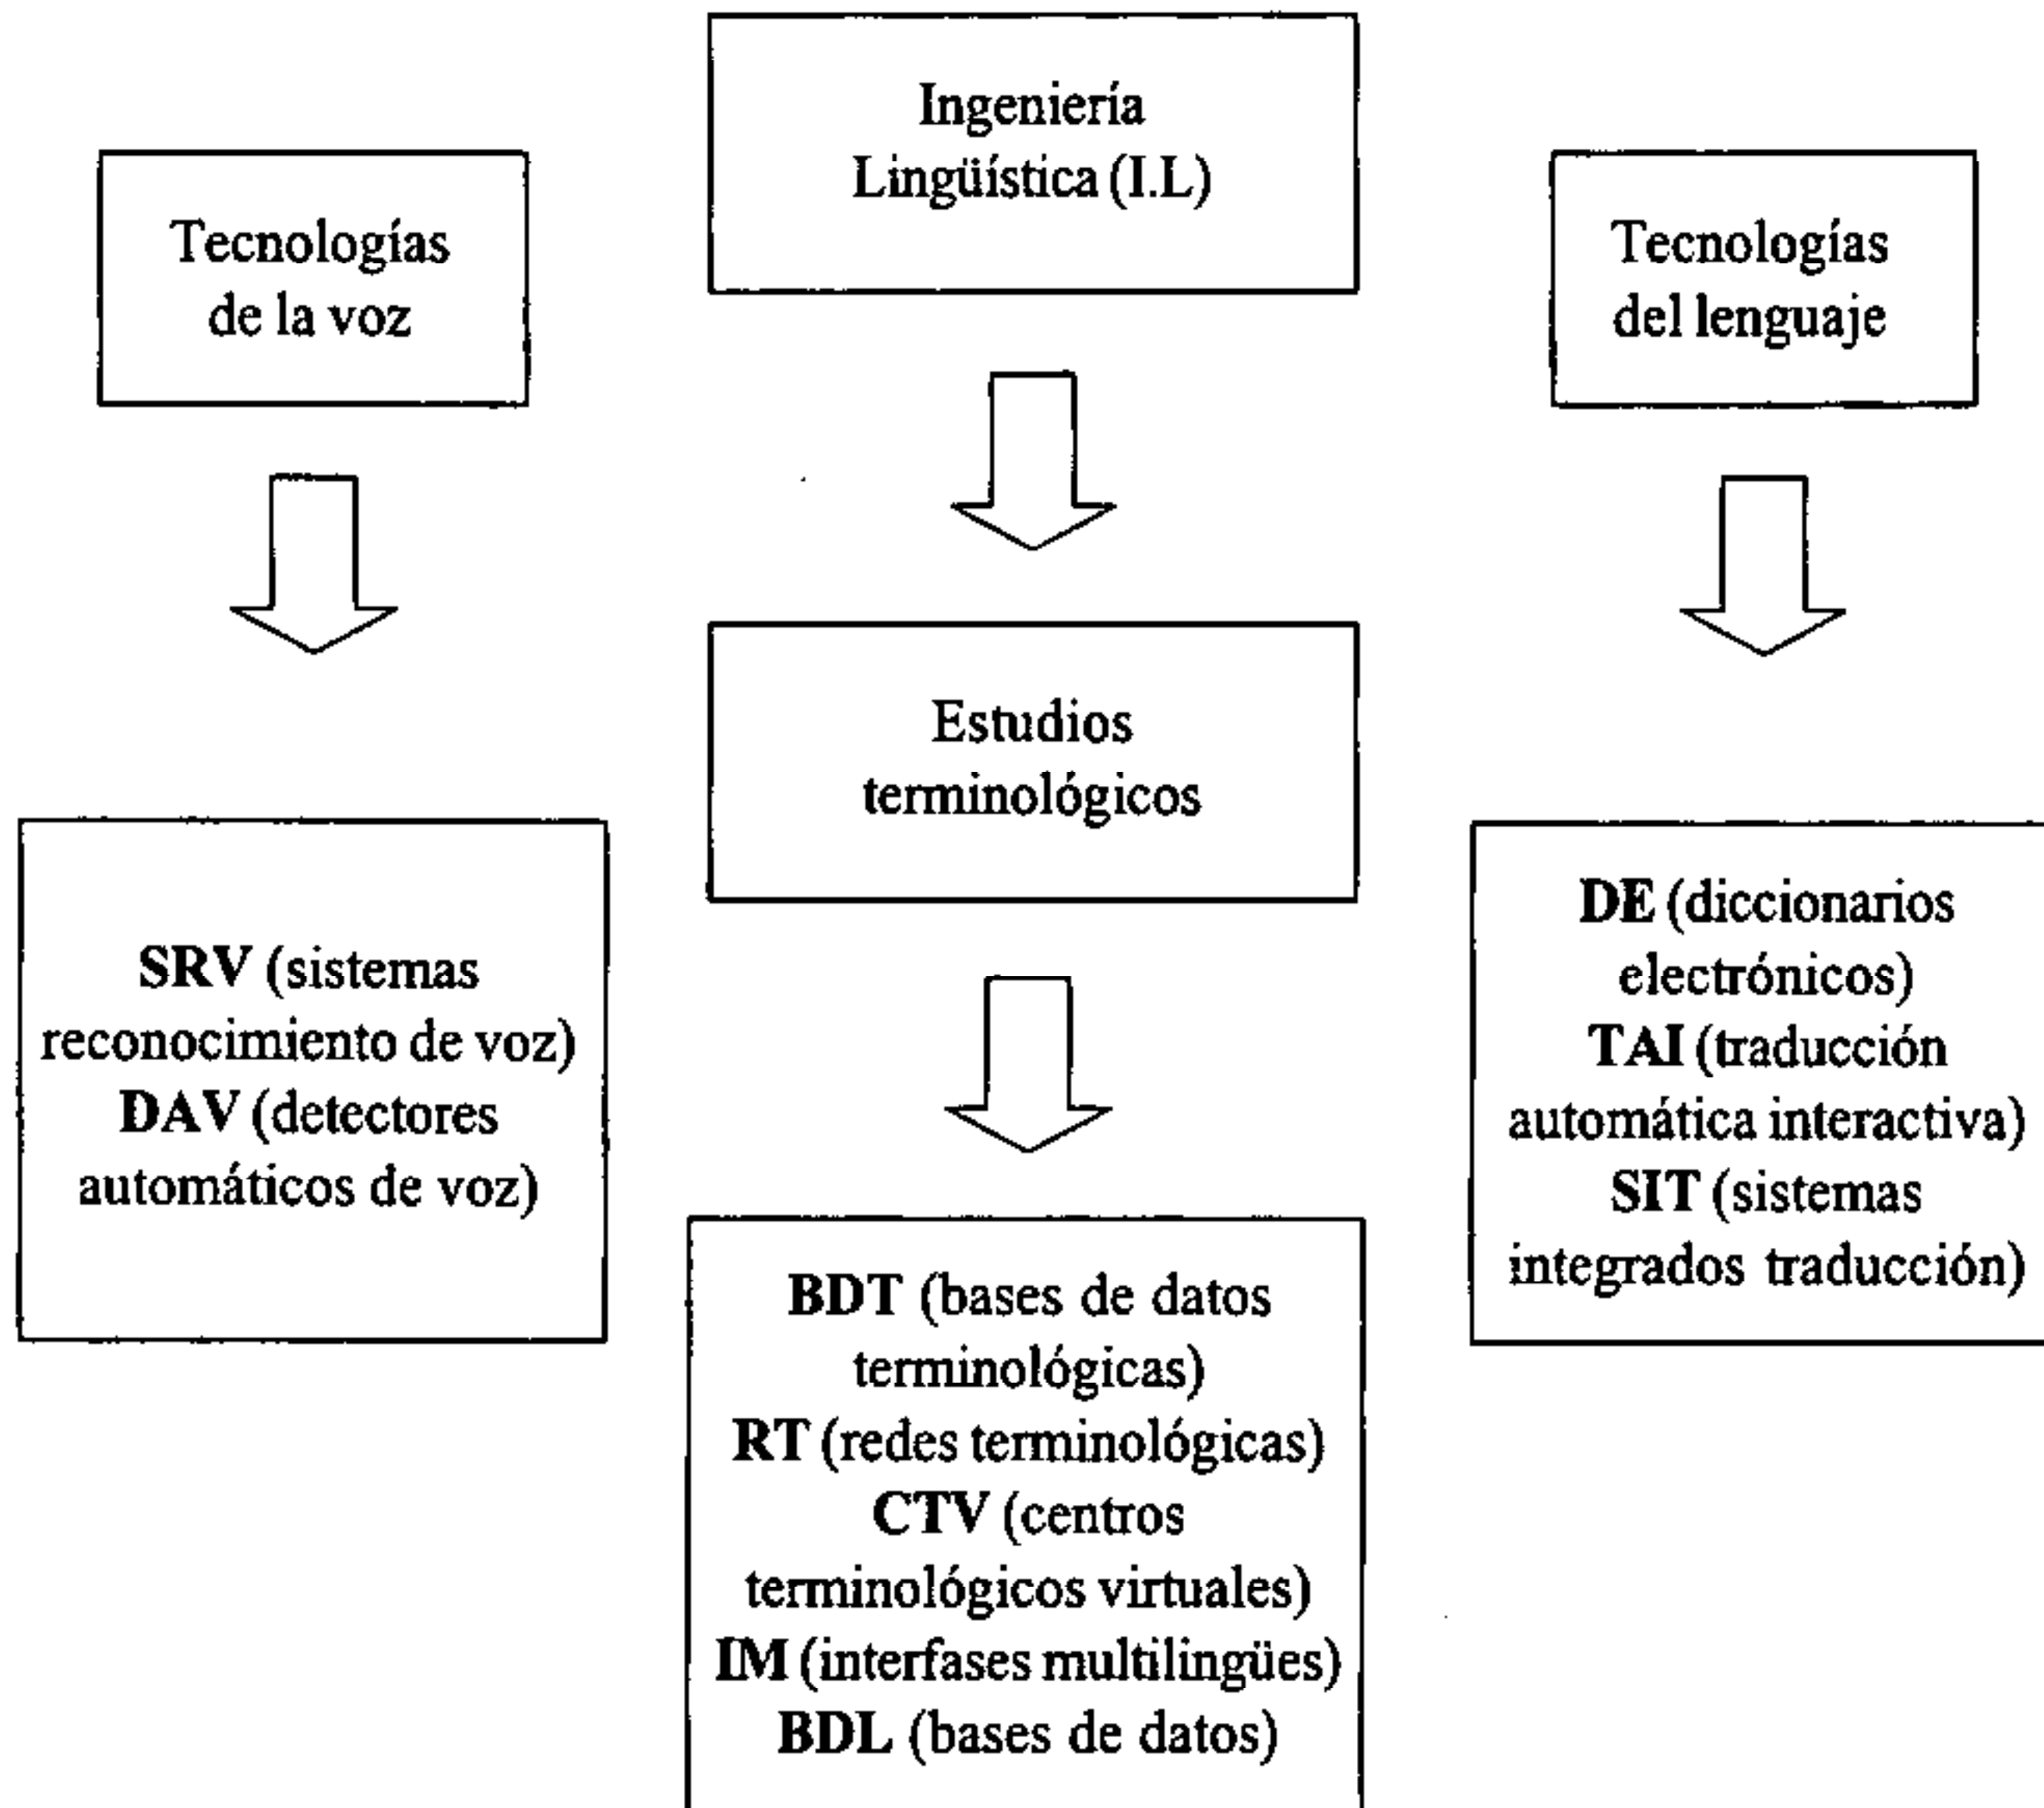 Ingeniería
Lingüística (I.L)
Tecnologías
de la voz
Tecnologías
del lenguaje
Estudios
terminológicos
SRV (sistemas
reconocimiento de voz)
DAV (detectores
automáticos de voz)
DE (diccionarios
electrónicos)
TAI (traducción
automática interactiva)
SIT (sistemas
integrados traducción)
BDT (bases de datos
terminológicas)
RT (redes terminológicas)
CTV (centros
terminológicos virtuales)
IM (interfases multilingües)
BDL (bases de datos)